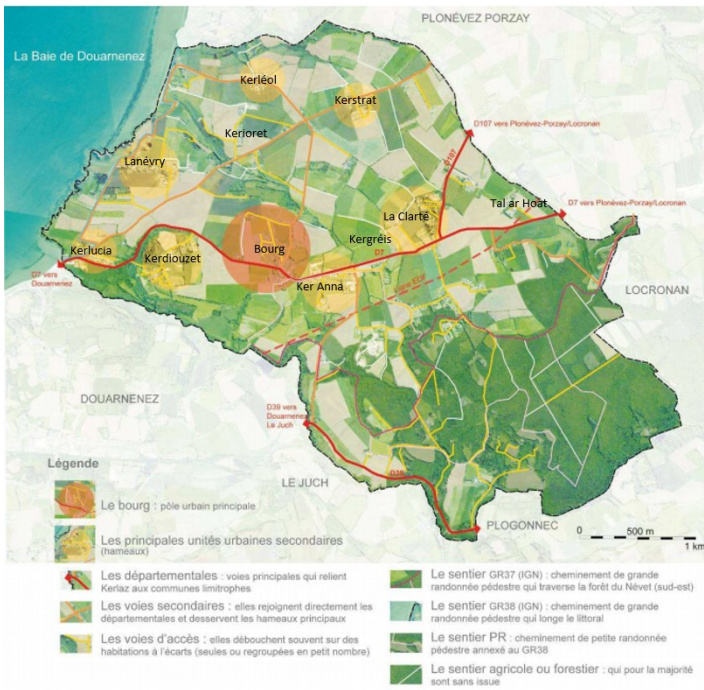 PLONÉVEZ PORZAY
La Baie de Douarnenez
Kerléol
Kerstrat
D107 vers Plonévez-Porzay/Locronan
Kerioret
D107
Lanévry
La Clarté
Tal ar Hoat
D7 vers Plonévez-Porzay/Locronan
Kerlucia
Kerdiouzet
Bourg
Kergréis
D7
D7 vers
Douarnenez
Ker Anna
Ligne EDF
LOCRONAN
DOUARNENEZ
D39 vers
Douarnenez
Le Juch
D39
LE JUCH
PLOGONNEC
0 500 m
1 km
Légende
Le bourg : pôle urbain principale
Les principales unités urbaines secondaires
(hameaux)
Les départementales : voies principales qui relient
Kerlaz aux communes limitrophes
Les voies secondaires : elles rejoignent directement les
départementales et desservent les hameaux principaux
Les voies d'accès : elles débouchent souvent sur des
habitations à l'écarts (seules ou regroupées en petit nombre)
Le sentier GR37 (IGN) : cheminement de grande
randonnée pédestre qui traverse la forêt du Névet (sud-est)
Le sentier GR38 (IGN) : cheminement de grande
randonnée pédestre qui longe le littoral
Le sentier PR : cheminement de petite randonnée
pédestre annexé au GR38
Le sentier agricole ou forestier : qui pour la majorité
sont sans issue